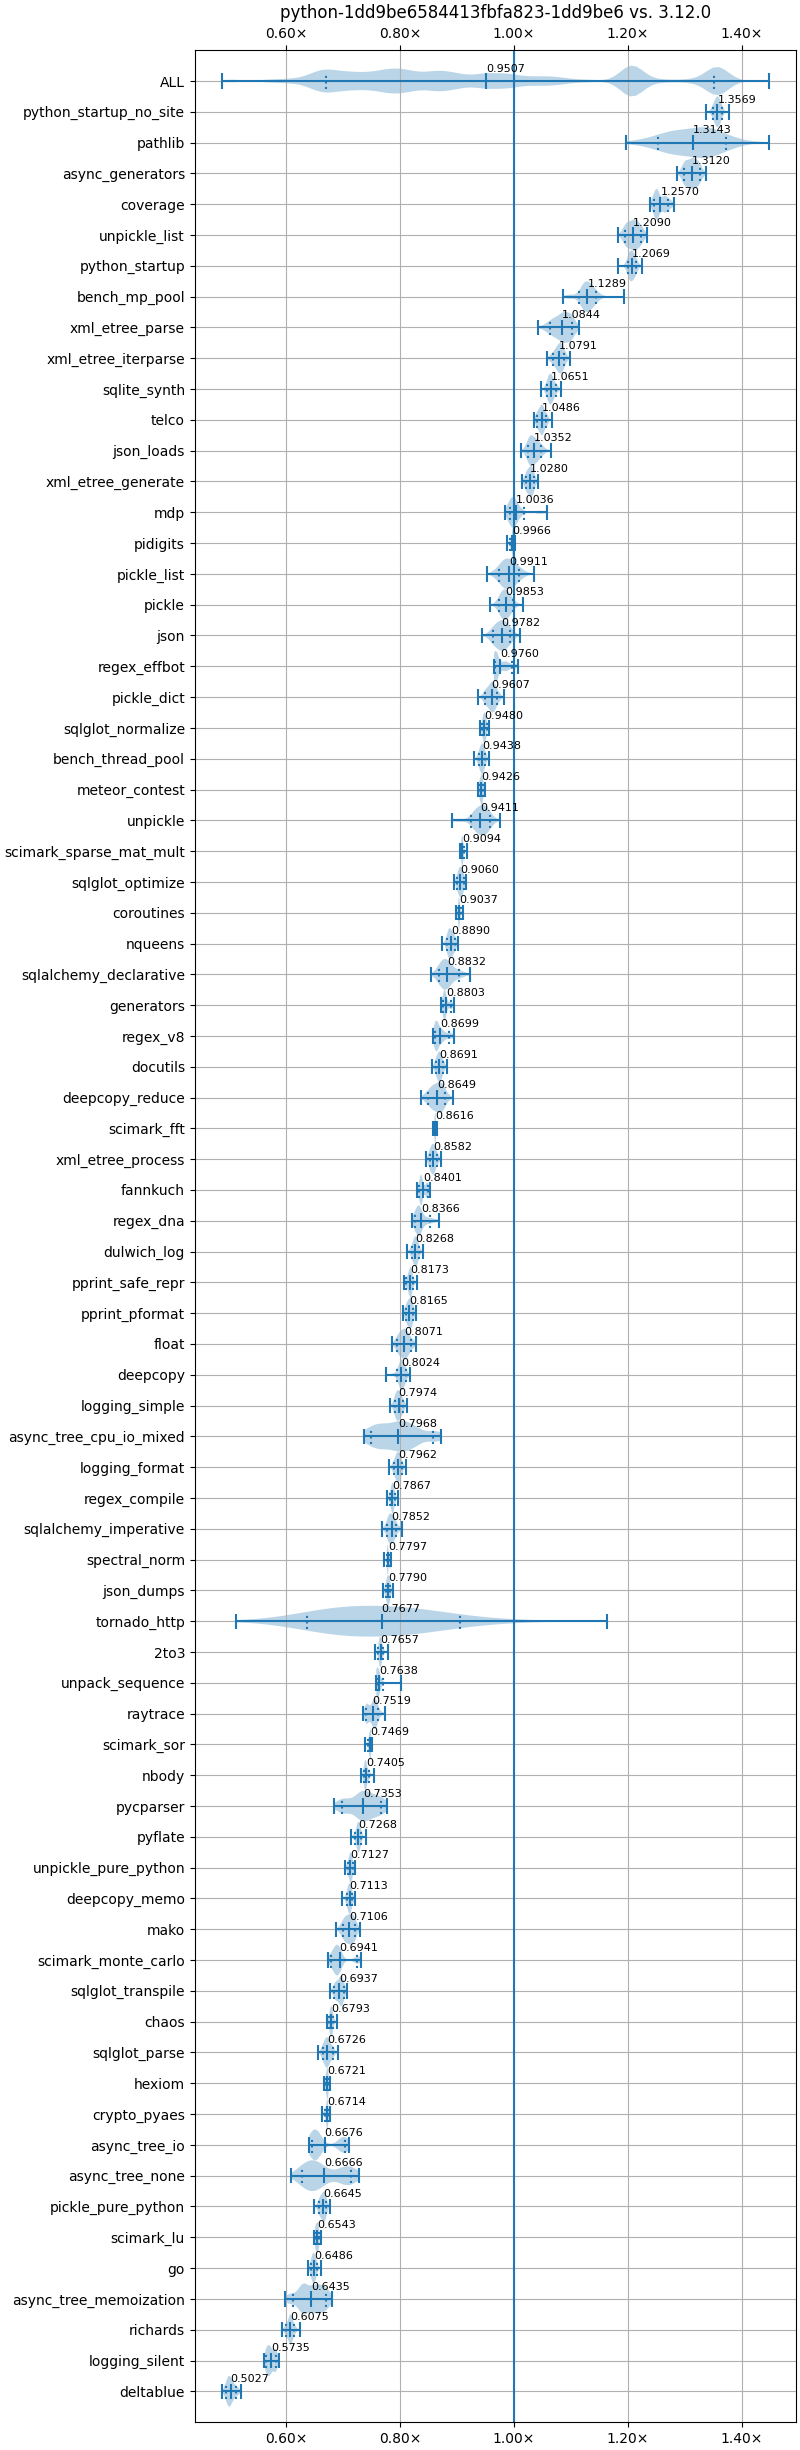 python-1dd9be6584413fbfa823-1dd9be6 vs. 3.12.0
0.60× 0.80× 1.00× 1.20× 1.40×
ALL 0.9507
python_startup_no_site 1.3569
pathlib 1.3143
async_generators 1.3120
coverage 1.2570
unpickle_list 1.2090
python_startup 1.2069
bench_mp_pool 1.1289
xml_etree_parse 1.0844
xml_etree_iterparse 1.0791
sqlite_synth 1.0651
telco 1.0486
json_loads 1.0352
xml_etree_generate 1.0280
mdp 1.0036
pidigits 0.9966
pickle_list 0.9911
pickle 0.9853
json 0.9782
regex_effbot 0.9760
pickle_dict 0.9607
sqlglot_normalize 0.9480
bench_thread_pool 0.9438
meteor_contest 0.9426
unpickle 0.9411
scimark_sparse_mat_mult 0.9094
sqlglot_optimize 0.9060
coroutines 0.9037
nqueens 0.8890
sqlalchemy_declarative 0.8832
generators 0.8803
regex_v8 0.8699
docutils 0.8691
deepcopy_reduce 0.8649
scimark_fft 0.8616
xml_etree_process 0.8582
fannkuch 0.8401
regex_dna 0.8366
dulwich_log 0.8268
pprint_safe_repr 0.8173
pprint_pformat 0.8165
float 0.8071
deepcopy 0.8024
logging_simple 0.7974
async_tree_cpu_io_mixed 0.7968
logging_format 0.7962
regex_compile 0.7867
sqlalchemy_imperative 0.7852
spectral_norm 0.7797
json_dumps 0.7790
tornado_http 0.7677
2to3 0.7657
unpack_sequence 0.7638
raytrace 0.7519
scimark_sor 0.7469
nbody 0.7405
pycparser 0.7353
pyflate 0.7268
unpickle_pure_python 0.7127
deepcopy_memo 0.7113
mako 0.7106
scimark_monte_carlo 0.6941
sqlglot_transpile 0.6937
chaos 0.6793
sqlglot_parse 0.6726
hexiom 0.6721
crypto_pyaes 0.6714
async_tree_io 0.6676
async_tree_none 0.6666
pickle_pure_python 0.6645
scimark_lu 0.6543
go 0.6486
async_tree_memoization 0.6435
richards 0.6075
logging_silent 0.5735
deltablue 0.5027
0.60× 0.80× 1.00× 1.20× 1.40×